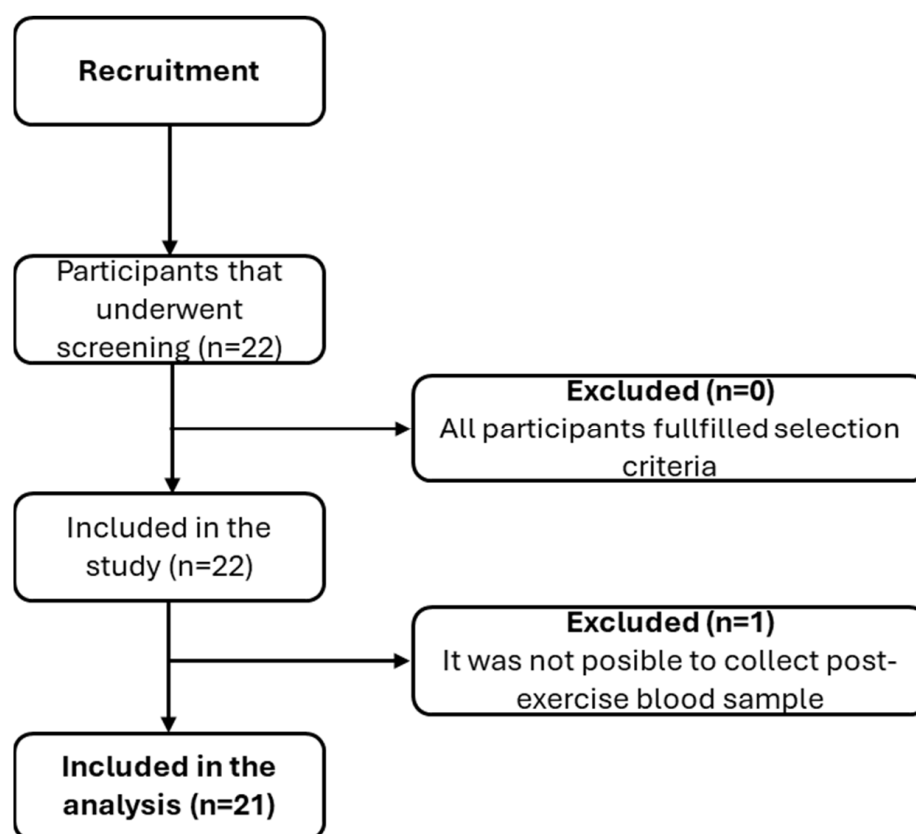 Recruitment
Participants that
underwent
screening (n=22)
Excluded (n=0)
All participants fullfilled selection
criteria
Included in the
study (n=22)
Excluded (n=1)
It was not posible to collect post-
exercise blood sample
Included in the
analysis (n=21)